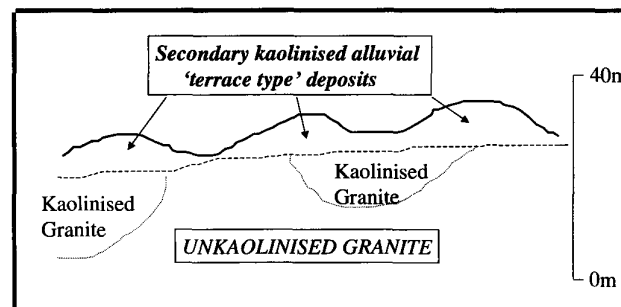 Secondary kaolinised alluvial
'terrace type' deposits
40m
Kaolinised
Granite
Kaolinised
Granite
UNKAOLINISED GRANITE
0m